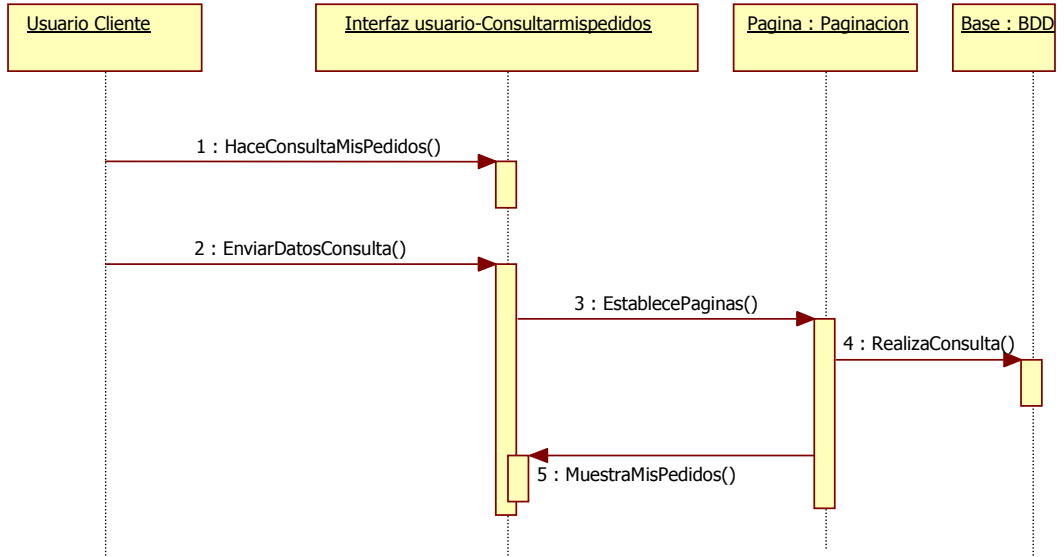 Usuario Cliente
Interfaz usuario-Consultarmispedidos
Pagina : Paginacion
Base : BDD
1 : HaceConsultaMisPedidos()
2 : EnviarDatosConsulta()
3 : EstablecePaginas()
4 : RealizaConsulta()
5 : MuestraMisPedidos()